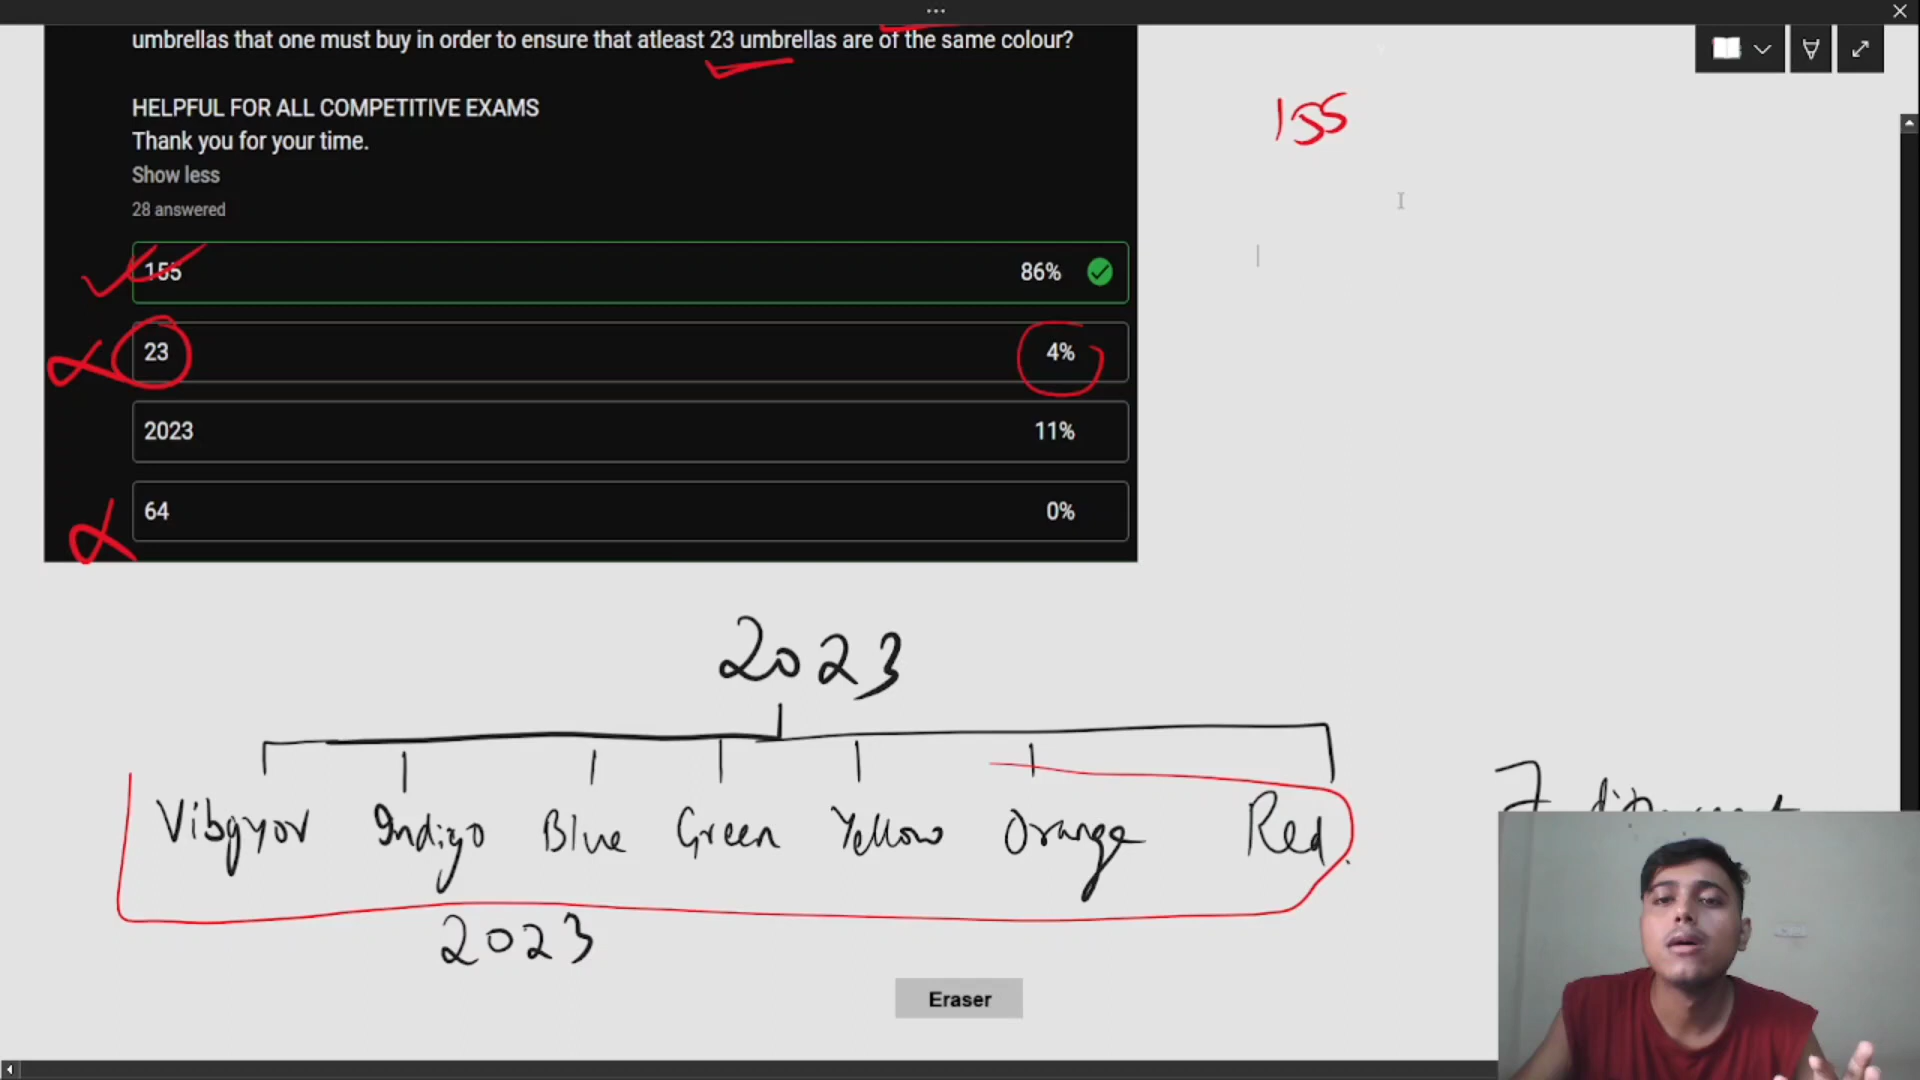 umbrellas that one must buy in order to ensure that atleast 23 umbrellas are of the same colour?
HELPFUL FOR ALL COMPETITIVE EXAMS
Thank you for your time.
Show less
28 answered
155 86%
23 4%
2023 11%
64 0%
155
2023
Vibgyor Indigo Blue Green Yellow Orange Red.
7
2023
Eraser